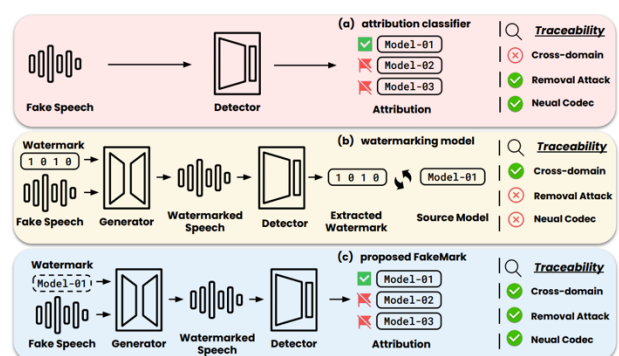 (a) attribution classifier
Model-01
Model-02
Model-03
Fake Speech
Detector
Attribution
Traceability
Cross-domain
Removal Attack
Neual Codec
(b) watermarking model
Watermark
1 0 1 0
Fake Speech
Generator
Watermarked
Speech
Detector
1 0 1 0
Extracted
Watermark
Model-01
Source Model
Traceability
Cross-domain
Removal Attack
Neual Codec
(c) proposed FakeMark
Watermark
Model-01
Fake Speech
Generator
Watermarked
Speech
Detector
Model-01
Model-02
Model-03
Attribution
Traceability
Cross-domain
Removal Attack
Neual Codec